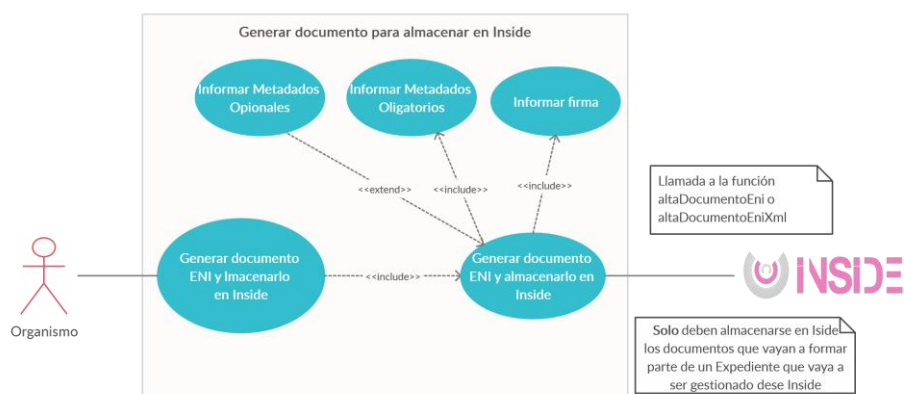 Generar documento para almacenar en Inside
Informar Metadados
Opionales
Informar Metadados
Oligatorios
Informar firma
<<extend>>
<<include>>
<<include>>
Llamada a la función
altaDocumentoEni o
altaDocumentoEniXml
Generar documento
ENI y lmacenarlo
en Inside
<<include>>
Generar documento
ENI y almacenarlo en
Inside
INSIDE
Organismo
Solo deben almacenarse en Iside
los documentos que vayan a formar
parte de un Expediente que vaya a
ser gestionado dese Inside